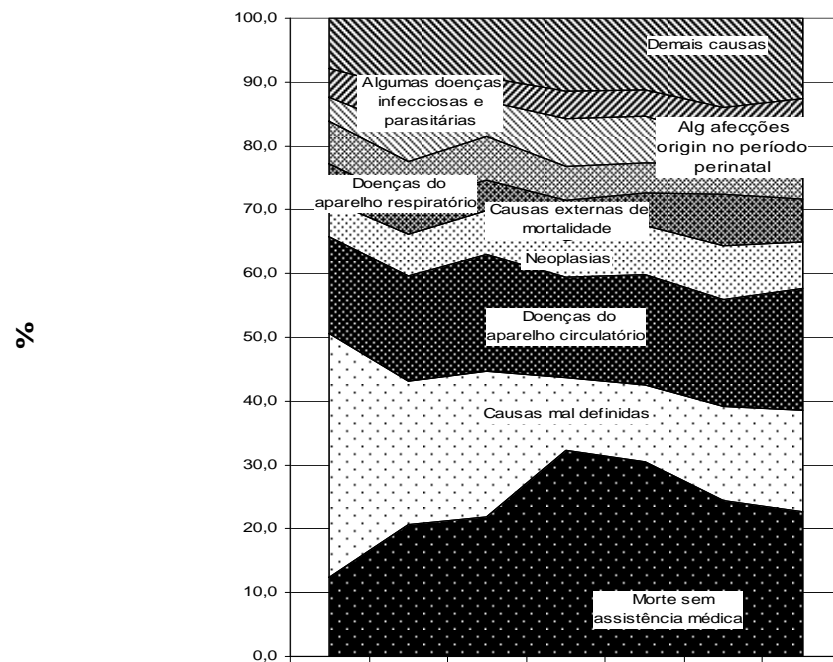 100,0
90,0
80,0
70,0
60,0
50,0
40,0
30,0
20,0
10,0
0,0
%
Demais causas
Algumas doenças
infecciosas e
parasitárias
Alg afecções
origin no período
perinatal
Doenças do
aparelho respiratório
Causas externas de
mortalidade
Neoplasias
Doenças do
aparelho circulatório
Causas mal definidas
Morte sem
assistência médica